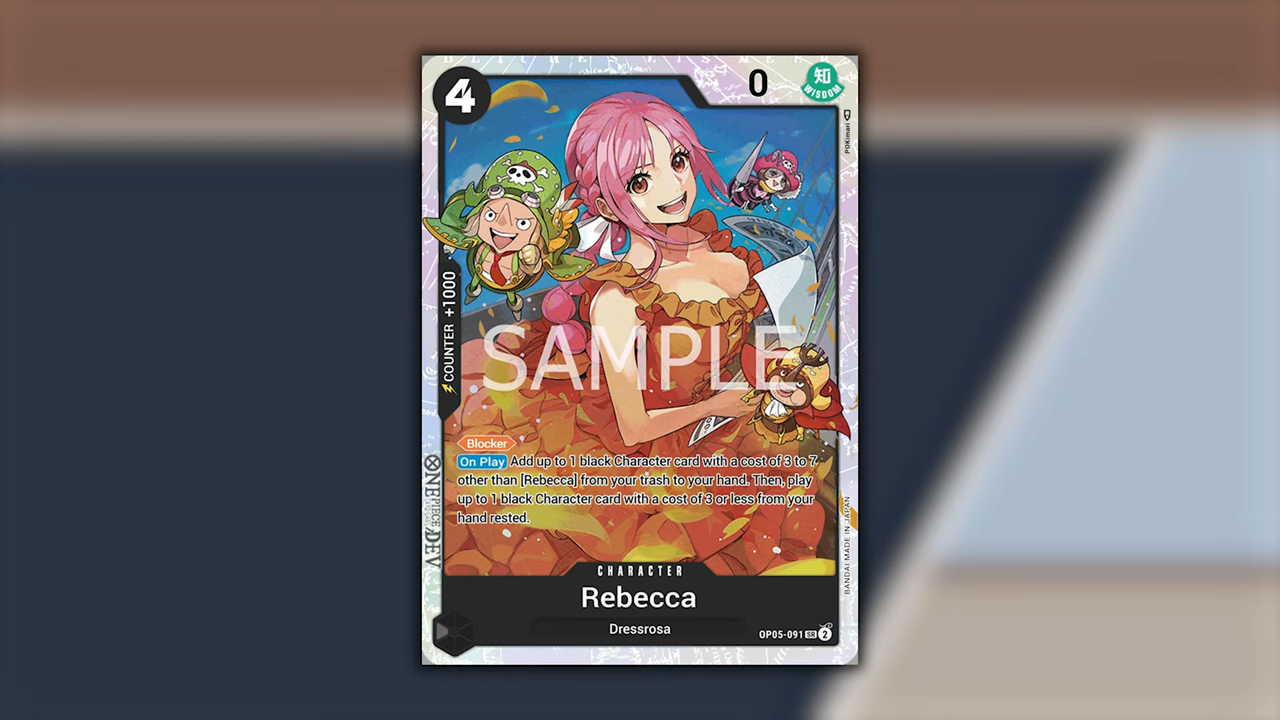 4
0
知
WISDOM
POKimari
COUNTER +1000
SAMPLE
Blocker
On Play Add up to 1 black Character card with a cost of 3 to 7
other than [Rebecca] from your trash to your hand. Then, play
up to 1 black Character card with a cost of 3 or less from your
hand rested.
BANDAI MADE IN JAPAN
CHARACTER
Rebecca
Dressrosa
OP05-091 SR 2